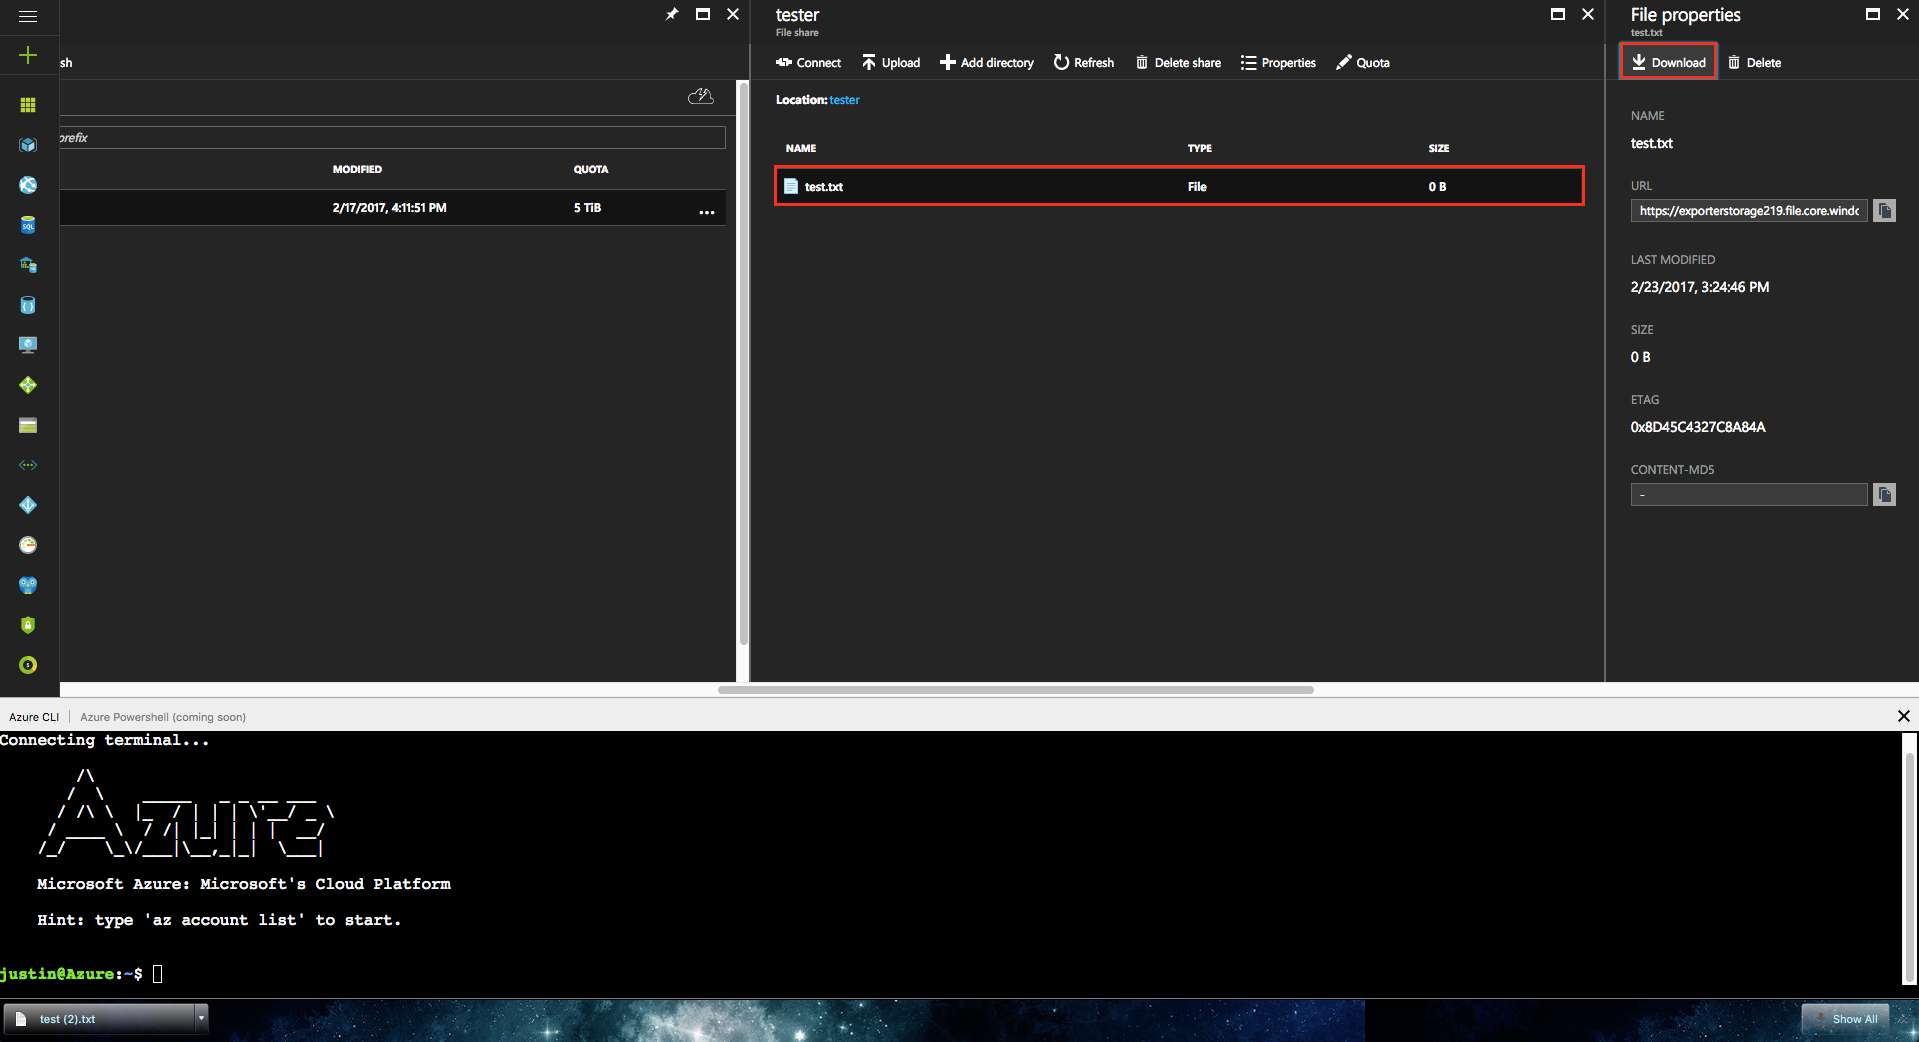 sh
prefix
MODIFIED QUOTA
2/17/2017, 4:11:51 PM 5 TiB ...
tester
File share
Connect Upload Add directory Refresh Delete share Properties Quota
Location: tester
NAME TYPE SIZE
test.txt File 0 B
File properties
test.txt
Download Delete
NAME
test.txt
URL
https://exporterstorage219.file.core.windo
LAST MODIFIED
2/23/2017, 3:24:46 PM
SIZE
0 B
ETAG
0x8D45C4327C8A84A
CONTENT-MD5
-
Azure CLI Azure Powershell (coming soon)
Connecting terminal...
Azure
Microsoft Azure: Microsoft's Cloud Platform
Hint: type 'az account list' to start.
justin@Azure:~$
test (2).txt
Show All